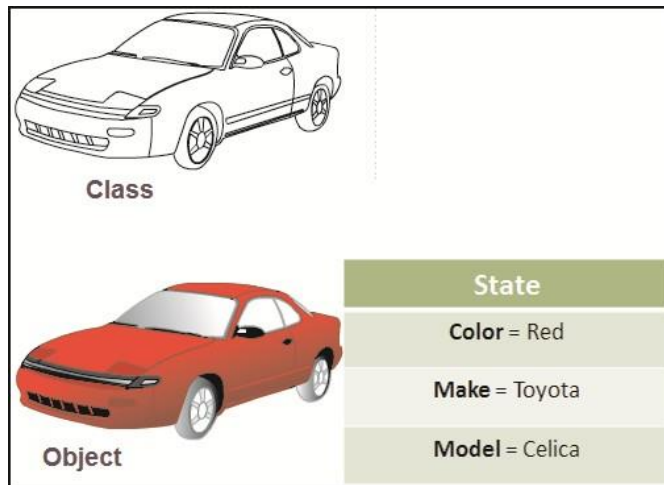 Class
State
Color = Red
Make = Toyota
Model = Celica
Object